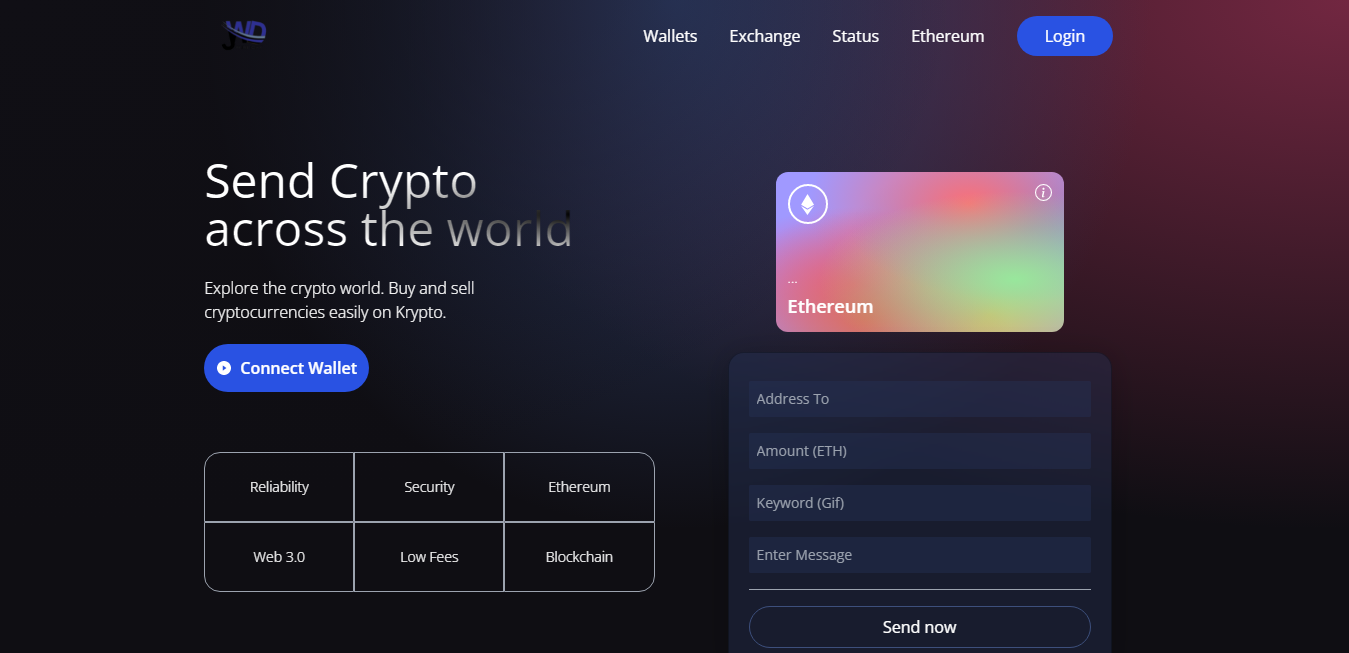 JWD
Wallets
Exchange
Status
Ethereum
Login
Send Crypto
across the world
Explore the crypto world. Buy and sell
cryptocurrencies easily on Krypto.
Connect Wallet
Reliability
Security
Ethereum
Web 3.0
Low Fees
Blockchain
...
Ethereum
Address To
Amount (ETH)
Keyword (Gif)
Enter Message
Send now